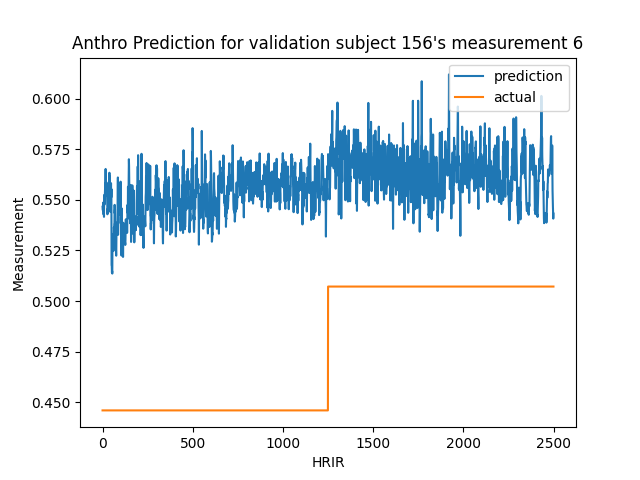 Anthro Prediction for validation subject 156's measurement 6
prediction
actual
0.600
0.575
0.550
0.525
0.500
0.475
0.450
Measurement
0
500
1000
1500
2000
2500
HRIR